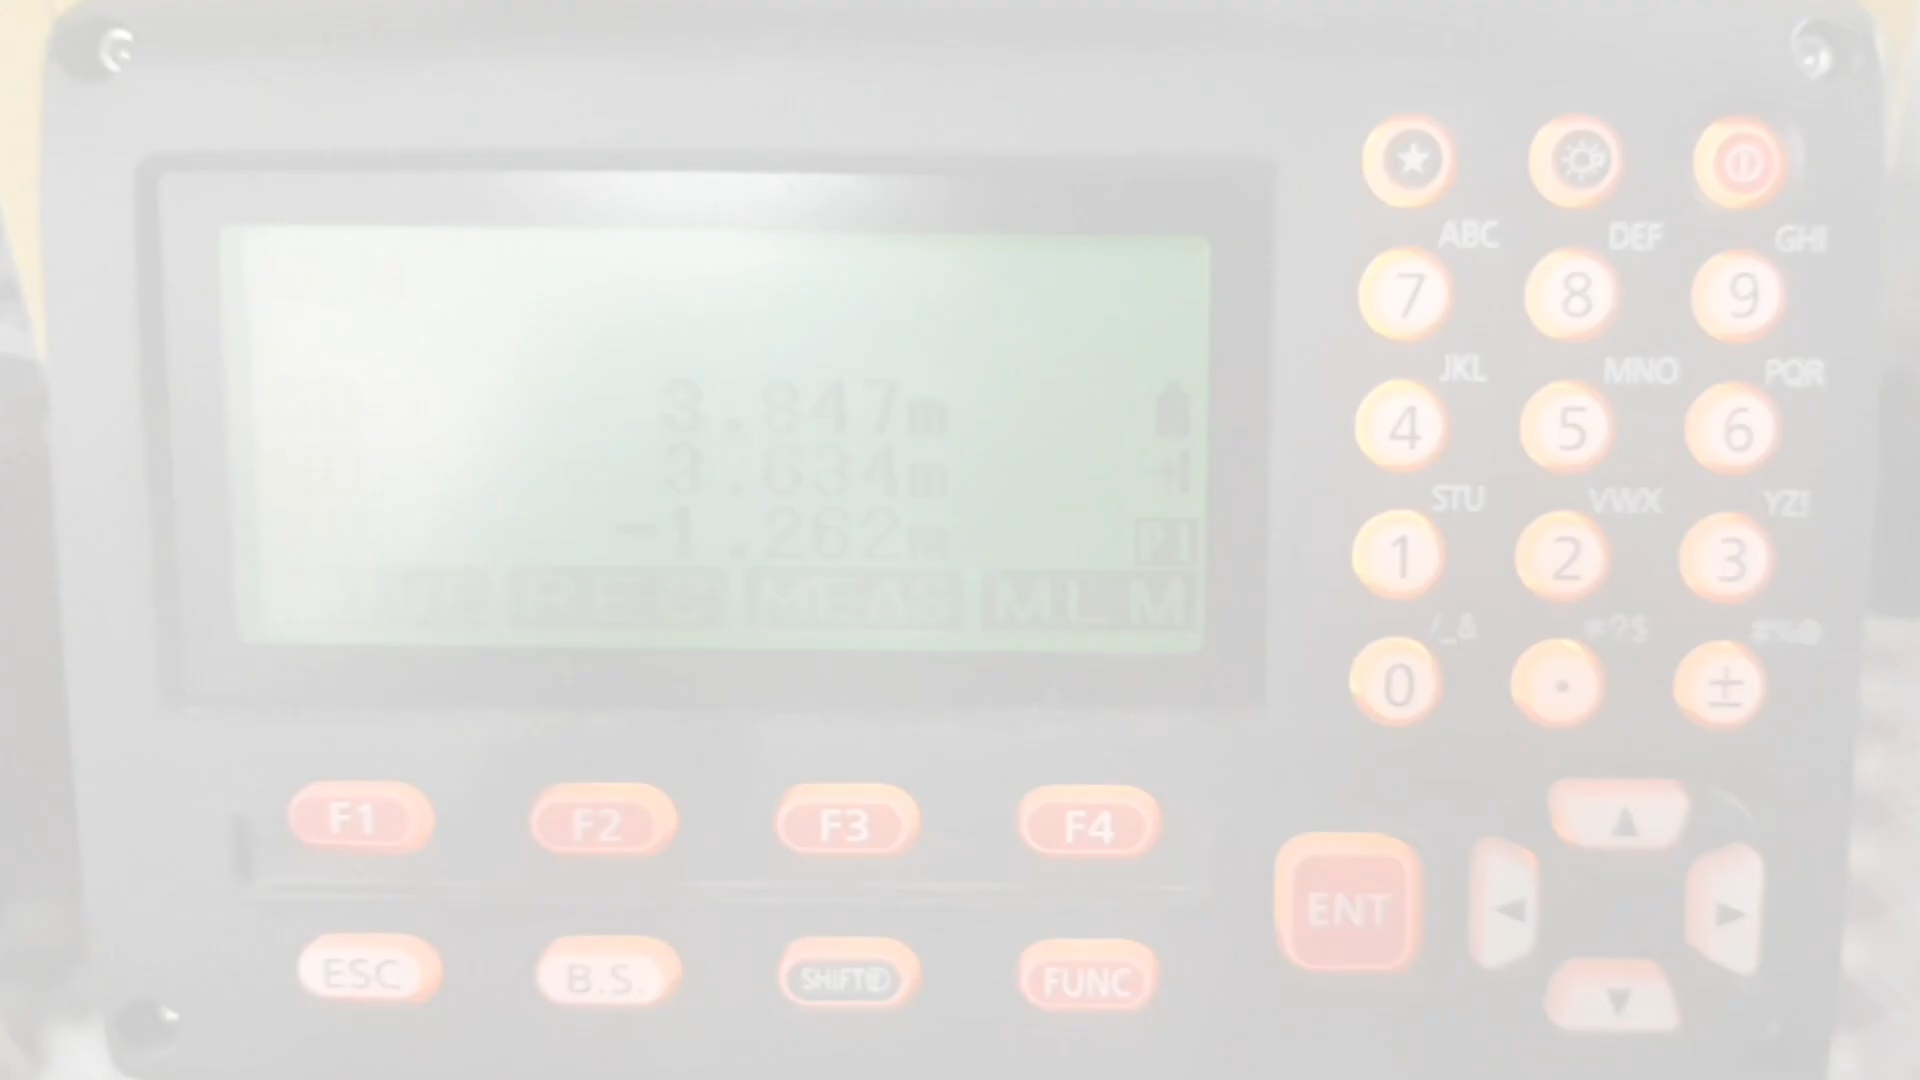 ABC DEF GHI
7 8 9
3.847m
JKL MNO PQR
4 5 6
3.634m
STU VWX YZ!
-1.262m
P1
1 2 3
REC MEAS MLM
/_& *?$ #%@
0 . ±
F1 F2 F3 F4
ENT
ESC B.S. SHIFT FUNC